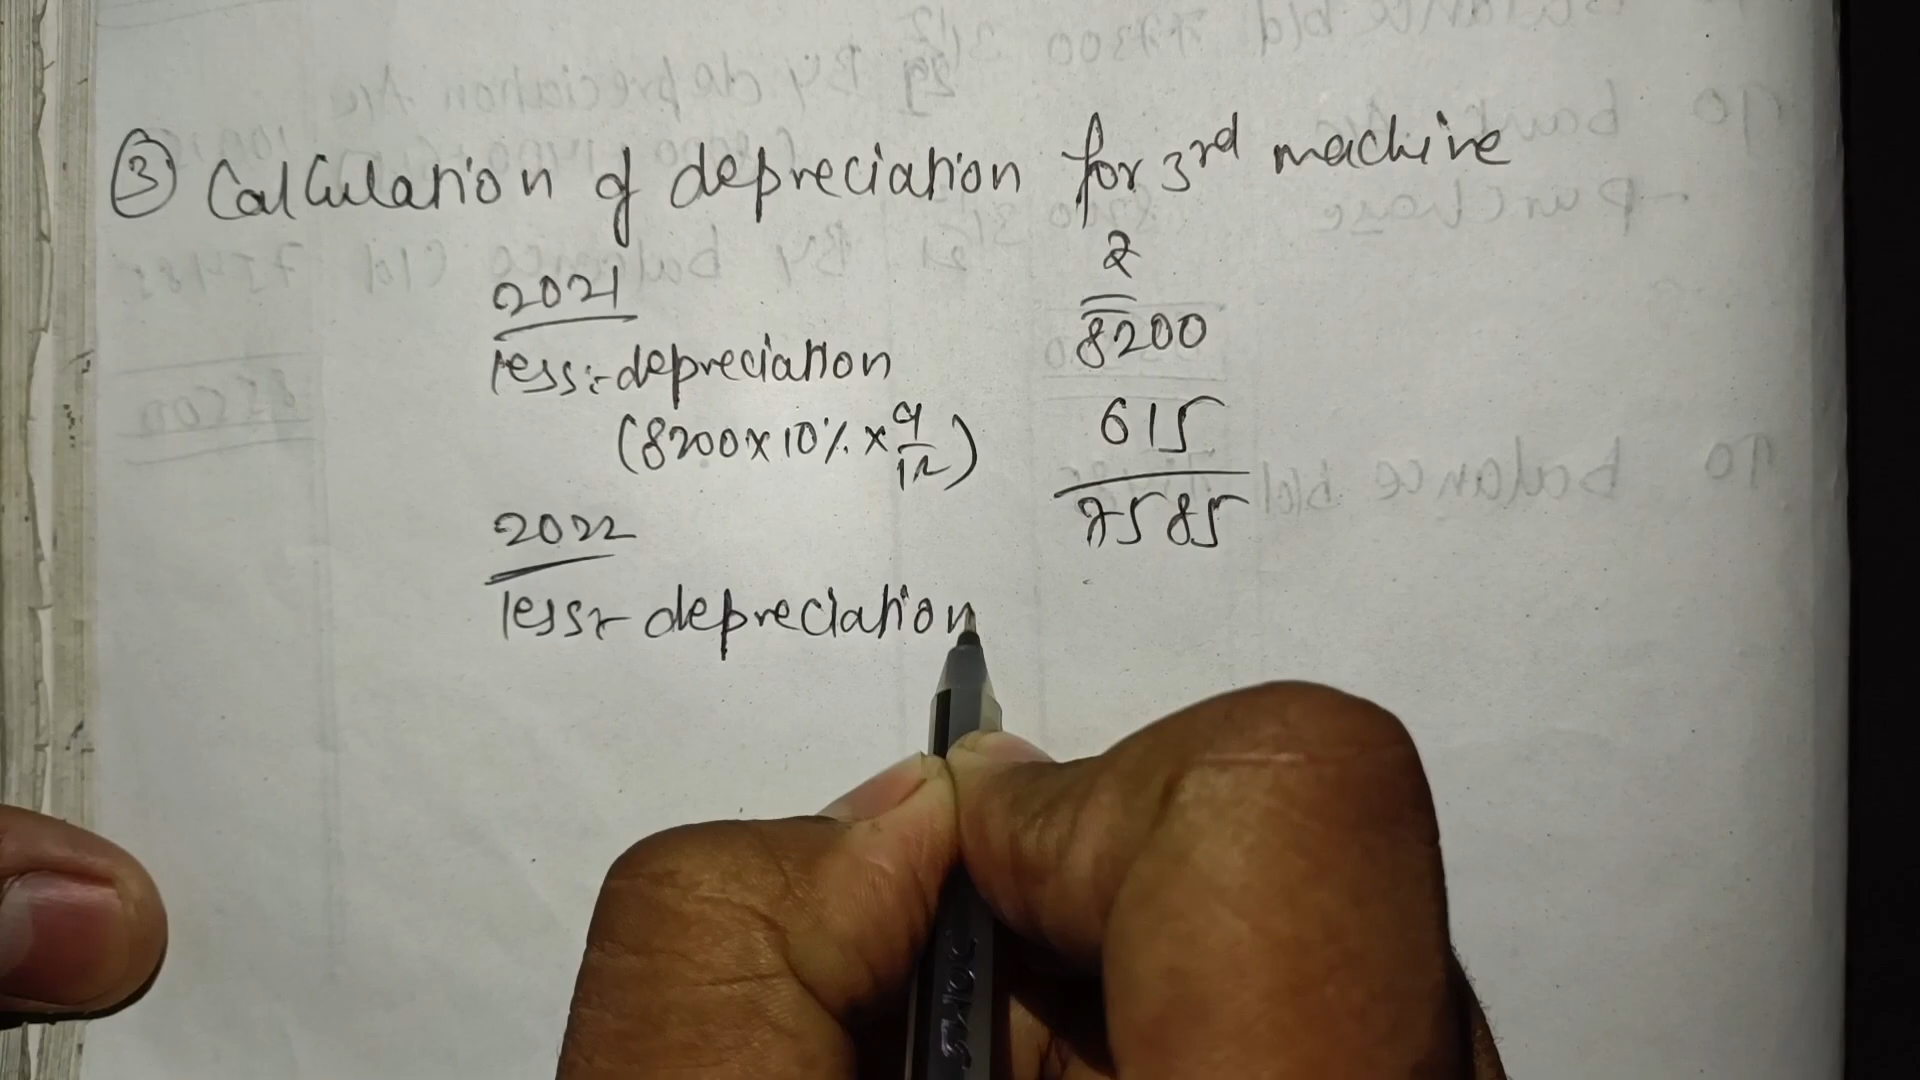 ③ Calculation of depreciation for 3rd machine
₹
2021 8200
less:- depreciation
(8200 x 10% x 9/12) 615
7585
2022
less:- depreciation